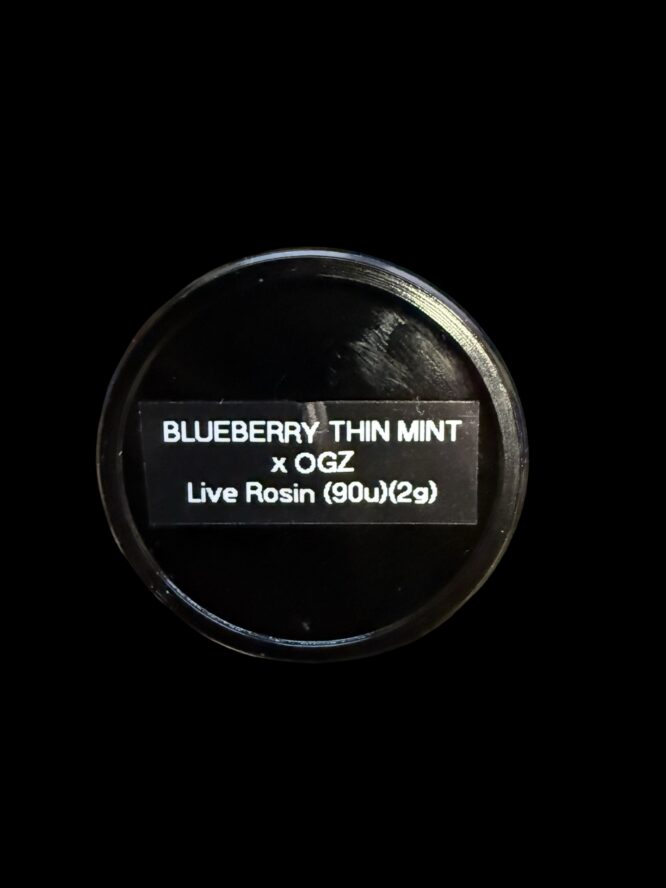 BLUEBERRY THIN MINT
x OGZ
Live Rosin (90u)(2g)